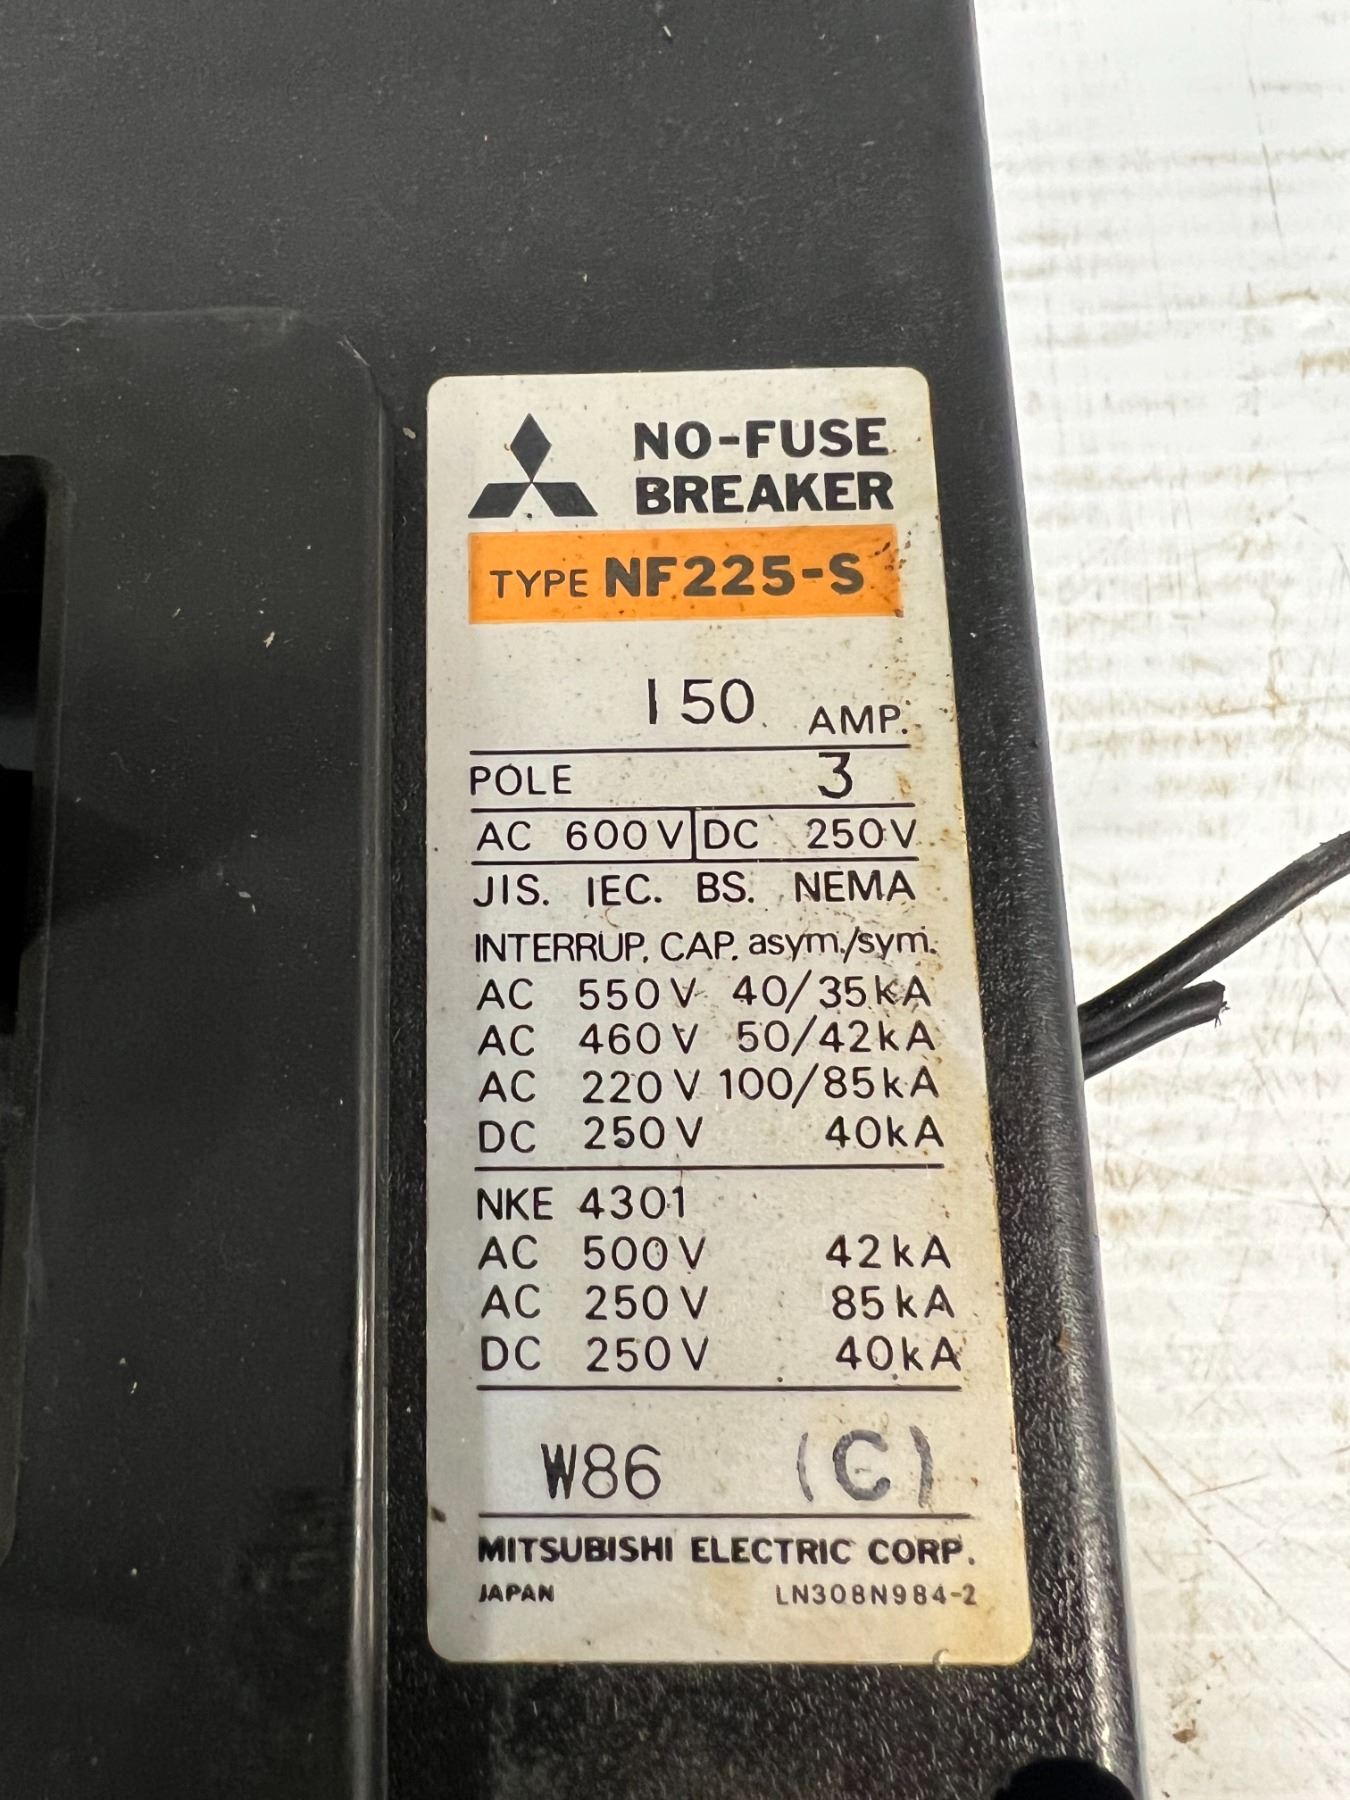 NO-FUSE
BREAKER
TYPE NF225-S
150 AMP.
POLE 3
AC 600V DC 250V
JIS. IEC. BS. NEMA
INTERRUP. CAP. asym./sym.
AC 550V 40/35kA
AC 460V 50/42kA
AC 220V 100/85kA
DC 250V 40kA
NKE 4301
AC 500V 42kA
AC 250V 85kA
DC 250V 40kA
W86 (C)
MITSUBISHI ELECTRIC CORP.
JAPAN LN308N984-2